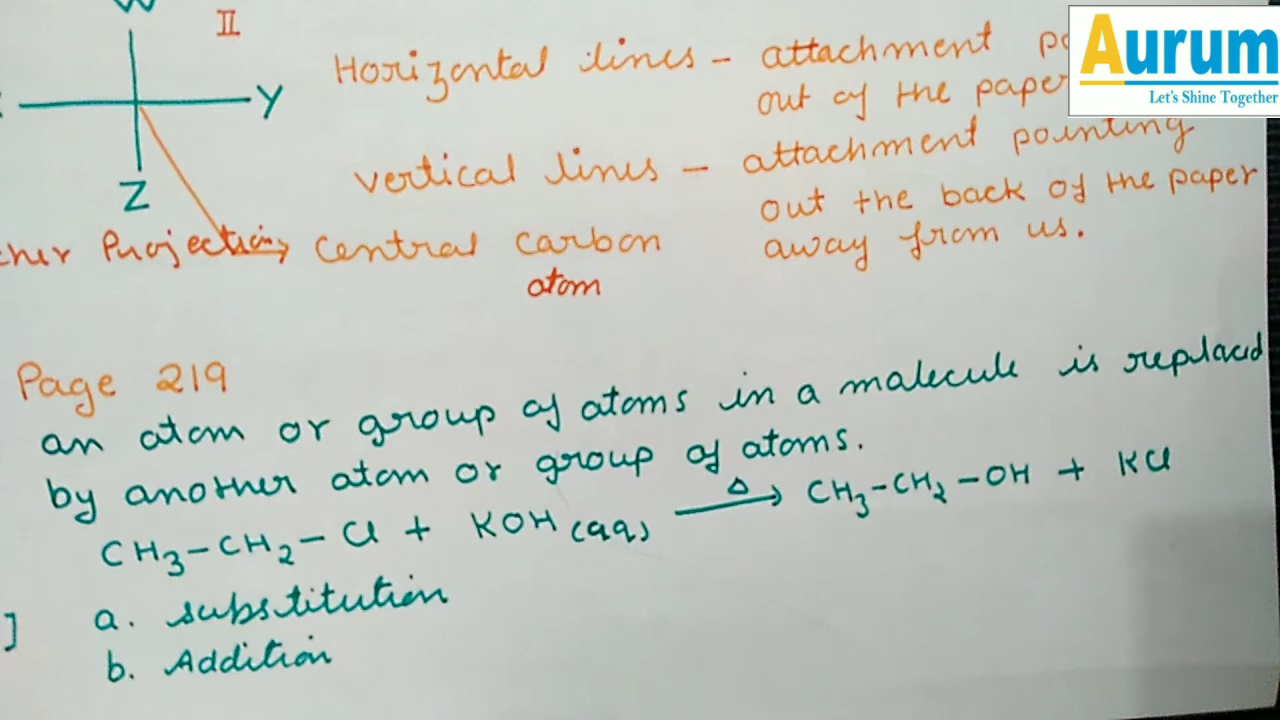 II
Horizontal lines - attachment
out of the paper
Y
vertical lines - attachment pointing
out the back of the paper
away from us.
Z
Projection → central carbon
atom
Page 219
an atom or group of atoms in a malecule is replaced
by another atom or group of atoms.
CH₃-CH₂-Cl + KOH (aq) Δ→ CH₃-CH₂-OH + KCl
] a. substitution
b. Addition
Aurum
Let's Shine Together